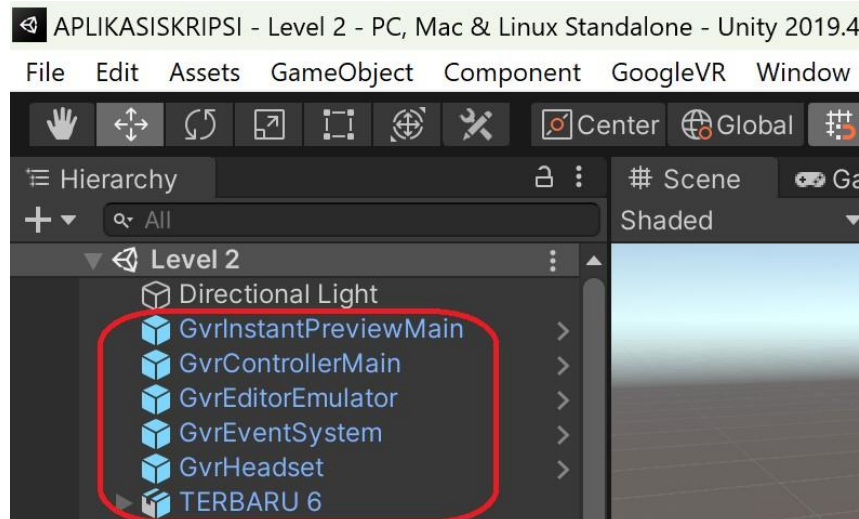 APLIKASISKRIPSI - Level 2 - PC, Mac & Linux Standalone - Unity 2019.4
File Edit Assets GameObject Component GoogleVR Window
Center Global
Hierarchy # Scene Ga
All Shaded
Level 2
Directional Light
GvrInstantPreviewMain
GvrControllerMain
GvrEditorEmulator
GvrEventSystem
GvrHeadset
TERBARU 6